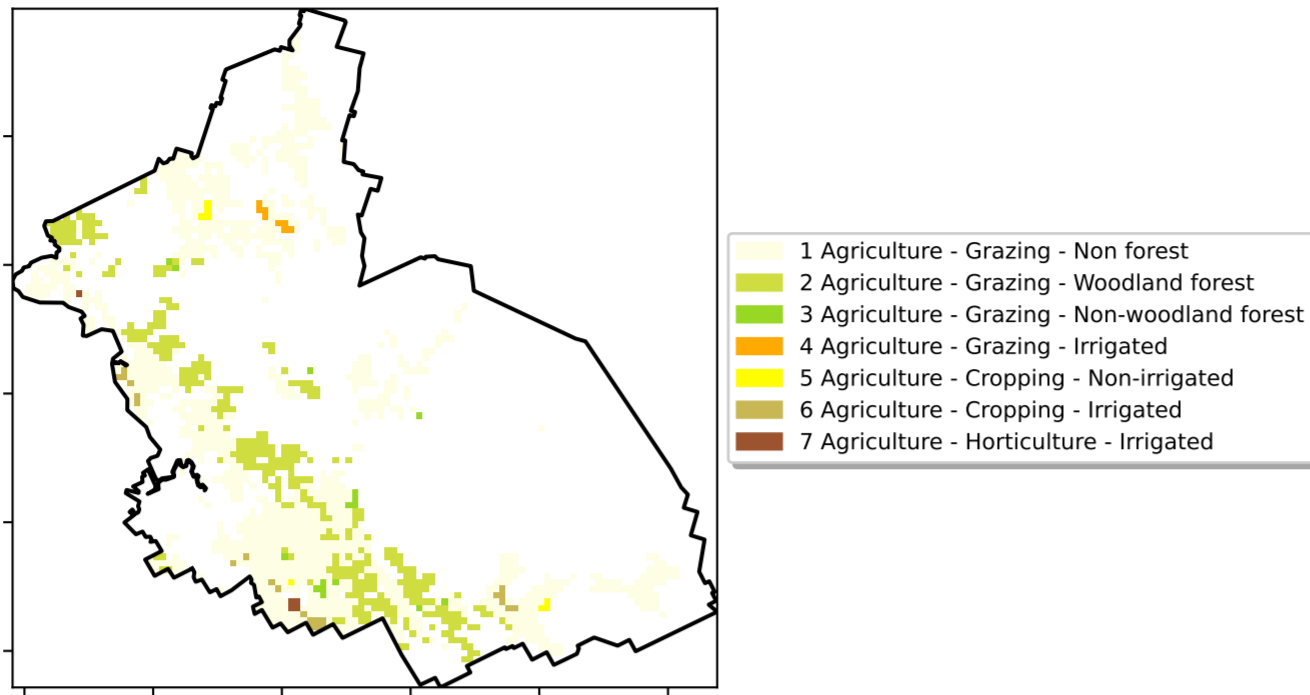 1 Agriculture - Grazing - Non forest
2 Agriculture - Grazing - Woodland forest
3 Agriculture - Grazing - Non-woodland forest
4 Agriculture - Grazing - Irrigated
5 Agriculture - Cropping - Non-irrigated
6 Agriculture - Cropping - Irrigated
7 Agriculture - Horticulture - Irrigated